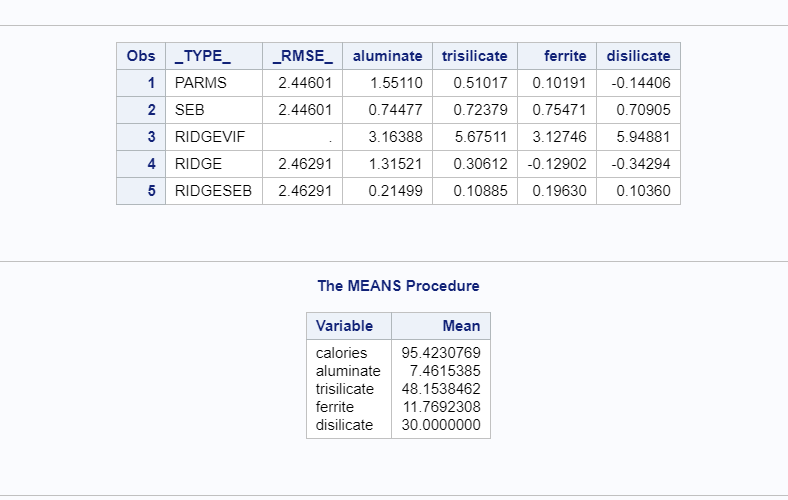 Obs _TYPE_ _RMSE_ aluminate trisilicate ferrite disilicate
1 PARMS 2.44601 1.55110 0.51017 0.10191 -0.14406
2 SEB 2.44601 0.74477 0.72379 0.75471 0.70905
3 RIDGEVIF . 3.16388 5.67511 3.12746 5.94881
4 RIDGE 2.46291 1.31521 0.30612 -0.12902 -0.34294
5 RIDGESEB 2.46291 0.21499 0.10885 0.19630 0.10360
The MEANS Procedure
Variable Mean
calories 95.4230769
aluminate 7.4615385
trisilicate 48.1538462
ferrite 11.7692308
disilicate 30.0000000